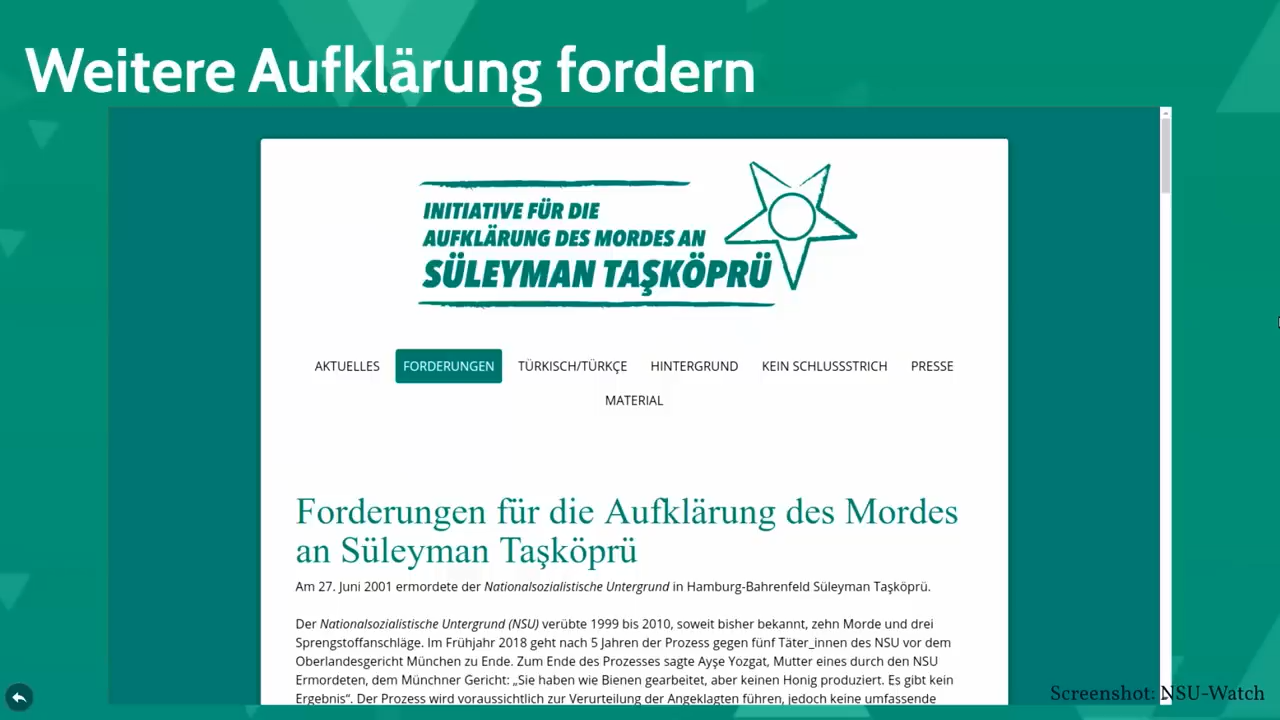 Weitere Aufklärung fordern
INITIATIVE FÜR DIE
AUFKLÄRUNG DES MORDES AN
SÜLEYMAN TAŞKÖPRÜ
AKTUELLES FORDERUNGEN TÜRKISCH/TÜRKÇE HINTERGRUND KEIN SCHLUSSSTRICH PRESSE
MATERIAL
Forderungen für die Aufklärung des Mordes
an Süleyman Taşköprü
Am 27. Juni 2001 ermordete der Nationalsozialistische Untergrund in Hamburg-Bahrenfeld Süleyman Taşköprü.
Der Nationalsozialistische Untergrund (NSU) verübte 1999 bis 2010, soweit bisher bekannt, zehn Morde und drei
Sprengstoffanschläge. Im Frühjahr 2018 geht nach 5 Jahren der Prozess gegen fünf Täter_innen des NSU vor dem
Oberlandesgericht München zu Ende. Zum Ende des Prozesses sagte Ayşe Yozgat, Mutter eines durch den NSU
Ermordeten, dem Münchner Gericht: „Sie haben wie Bienen gearbeitet, aber keinen Honig produziert. Es gibt kein
Ergebnis“. Der Prozess wird voraussichtlich zur Verurteilung der Angeklagten führen, jedoch keine umfassende
Screenshot: NSU-Watch